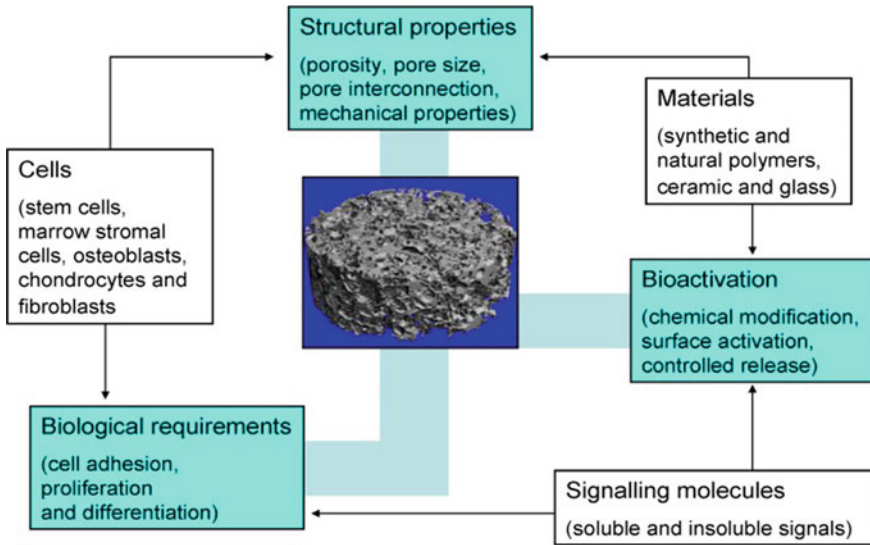 Structural properties
(porosity, pore size,
pore interconnection,
mechanical properties)
Materials
(synthetic and
natural polymers,
ceramic and glass)
Cells
(stem cells,
marrow stromal
cells, osteoblasts,
chondrocytes and
fibroblasts
Bioactivation
(chemical modification,
surface activation,
controlled release)
Biological requirements
(cell adhesion,
proliferation
and differentiation)
Signalling molecules
(soluble and insoluble signals)